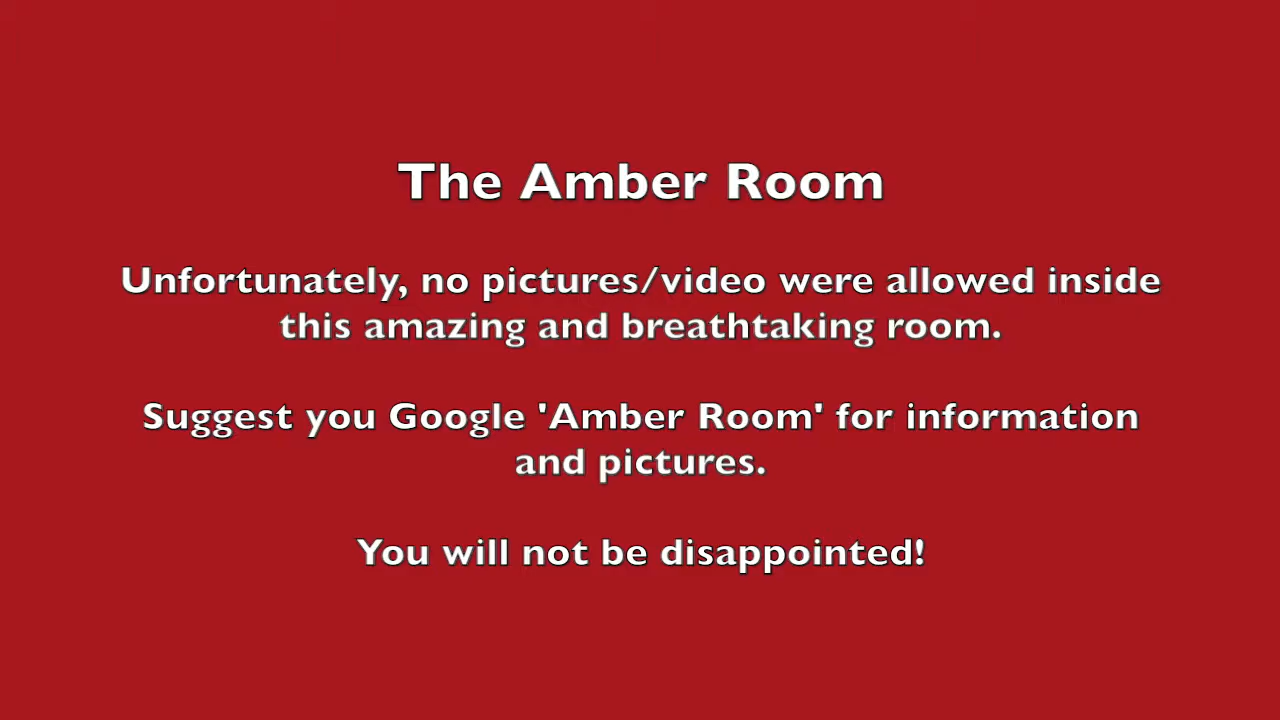 The Amber Room
Unfortunately, no pictures/video were allowed inside
this amazing and breathtaking room.
Suggest you Google 'Amber Room' for information
and pictures.
You will not be disappointed!